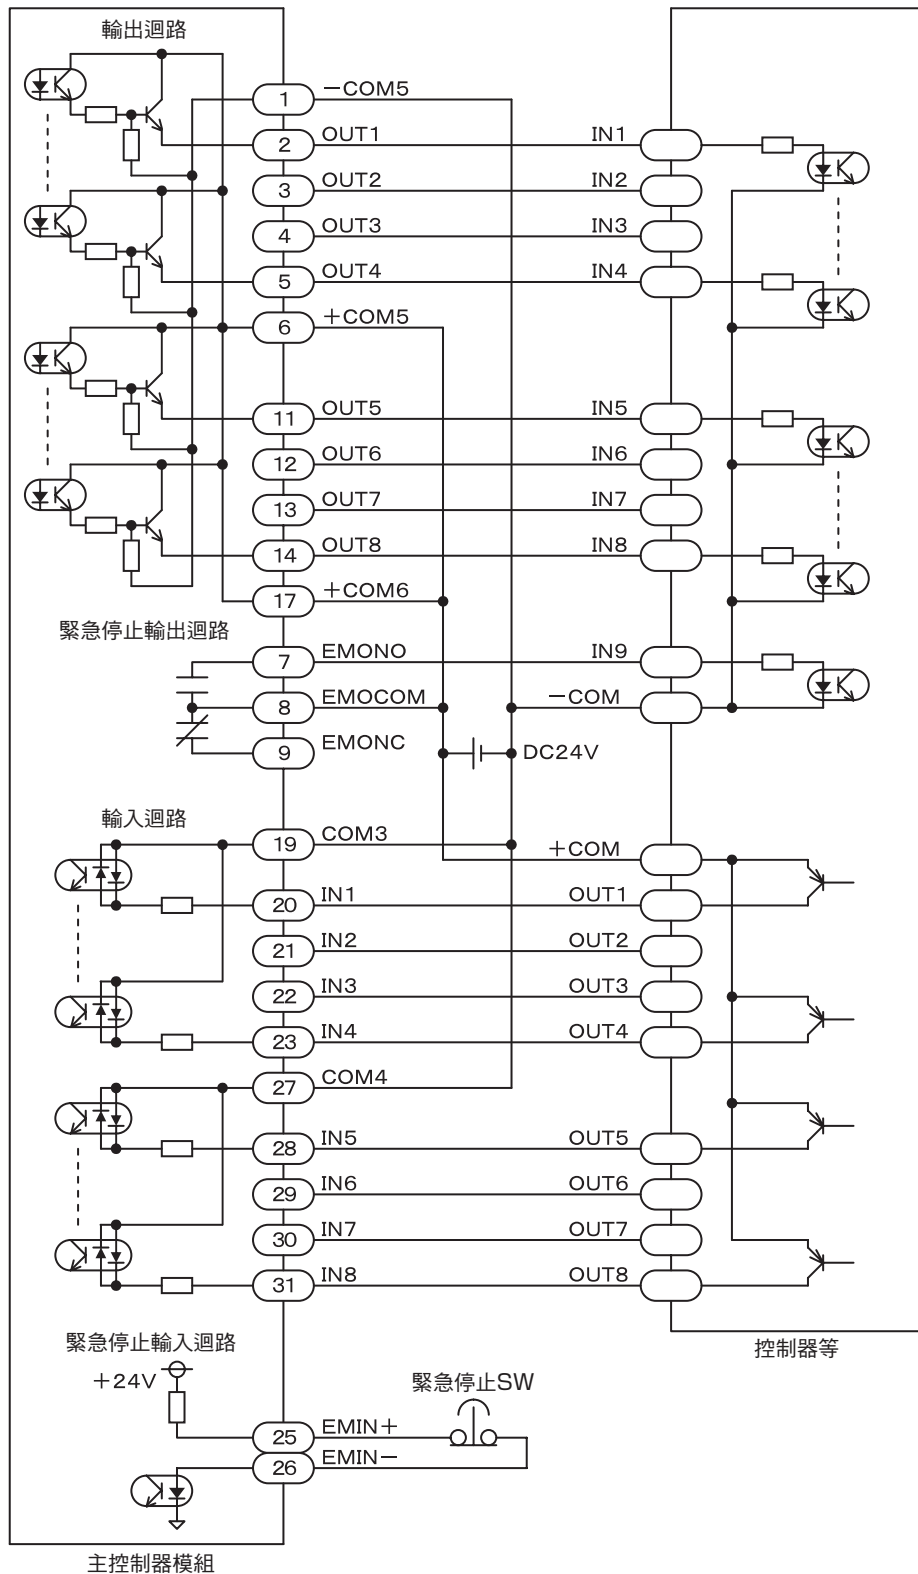 輸出迴路
1 －COM5
2 OUT1 IN1
3 OUT2 IN2
4 OUT3 IN3
5 OUT4 IN4
6 ＋COM5
11 OUT5 IN5
12 OUT6 IN6
13 OUT7 IN7
14 OUT8 IN8
17 ＋COM6
緊急停止輸出迴路
7 EMONO IN9
8 EMOCOM －COM
9 EMONC DC24V
輸入迴路
19 COM3 ＋COM
20 IN1 OUT1
21 IN2 OUT2
22 IN3 OUT3
23 IN4 OUT4
27 COM4
28 IN5 OUT5
29 IN6 OUT6
30 IN7 OUT7
31 IN8 OUT8
緊急停止輸入迴路 控制器等
＋24V 緊急停止SW
25 EMIN＋
26 EMIN－
主控制器模組